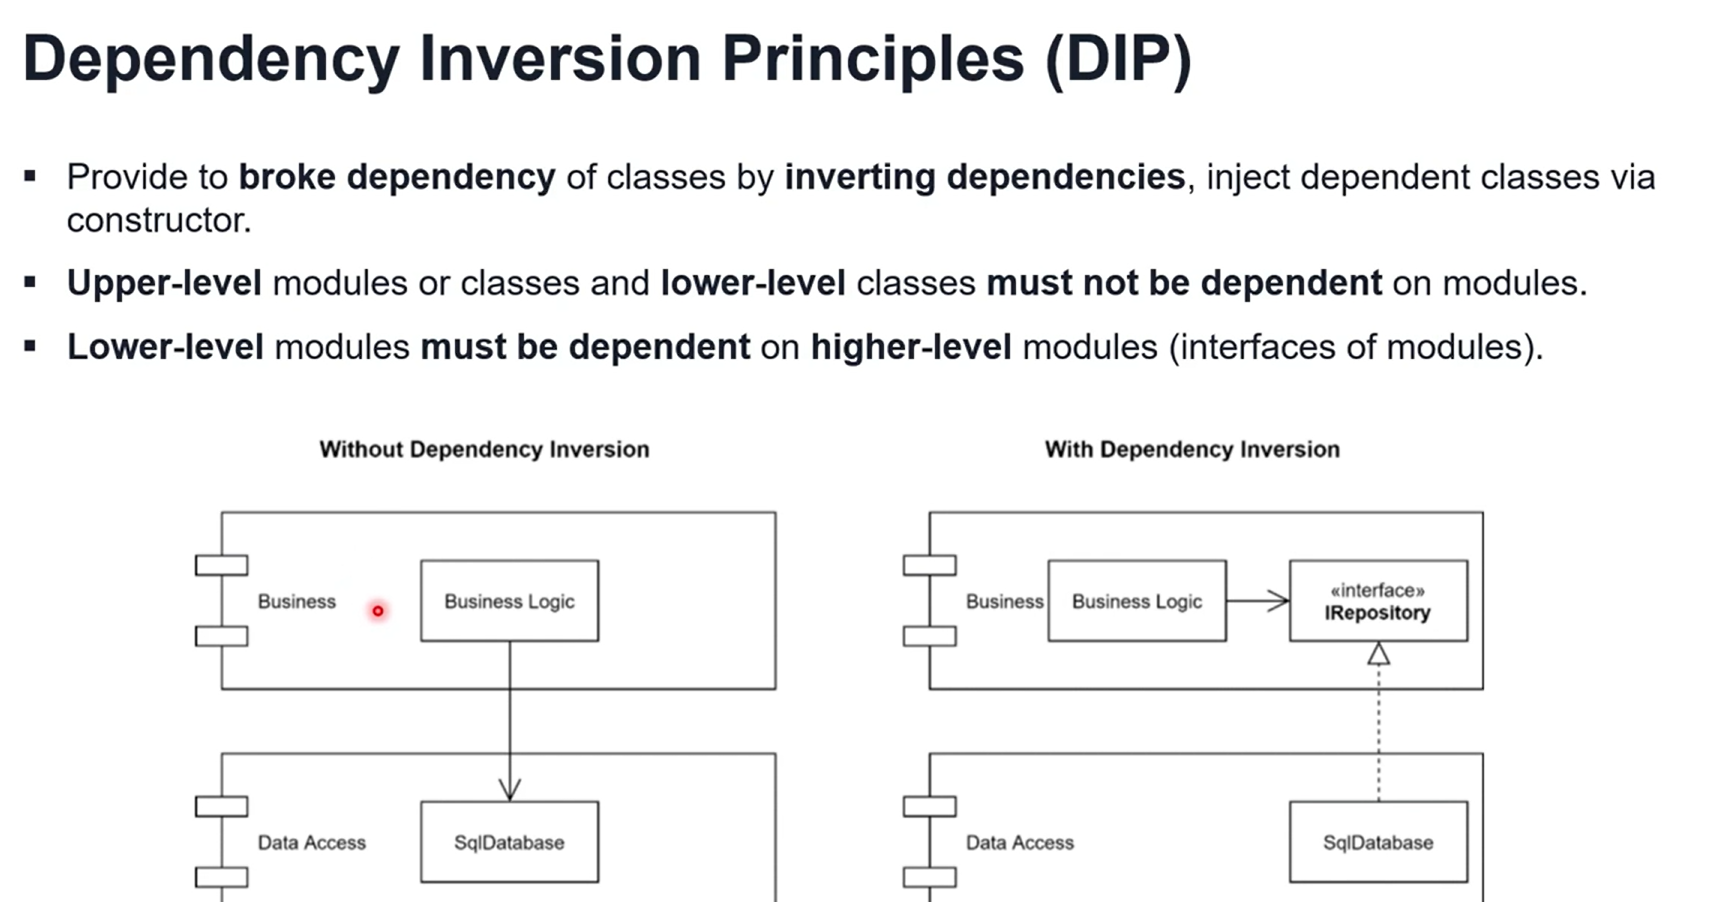 Dependency Inversion Principles (DIP)
▪ Provide to broke dependency of classes by inverting dependencies, inject dependent classes via
constructor.
▪ Upper-level modules or classes and lower-level classes must not be dependent on modules.
▪ Lower-level modules must be dependent on higher-level modules (interfaces of modules).
Without Dependency Inversion
Business
Business Logic
Data Access
SqlDatabase
With Dependency Inversion
Business
Business Logic
«interface»
IRepository
Data Access
SqlDatabase